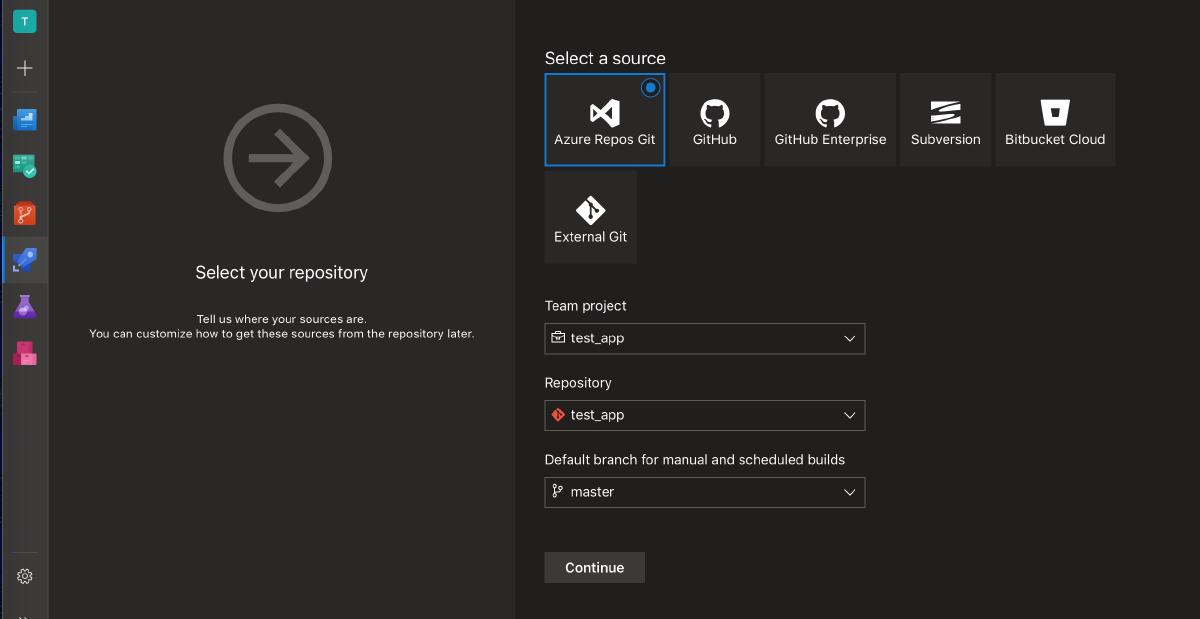 T
Select your repository
Tell us where your sources are.
You can customize how to get these sources from the repository later.
Select a source
Azure Repos Git
GitHub
GitHub Enterprise
Subversion
Bitbucket Cloud
External Git
Team project
test_app
Repository
test_app
Default branch for manual and scheduled builds
master
Continue